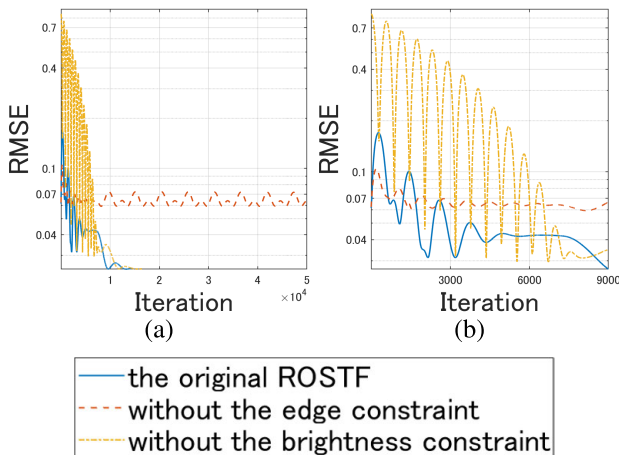 0.7
0.4
0.1
0.07
0.04
RMSE
1 2 3 4 5
×10⁴
Iteration
(a)
0.7
0.4
0.1
0.07
0.04
RMSE
3000 6000 9000
Iteration
(b)
the original ROSTF
without the edge constraint
without the brightness constraint